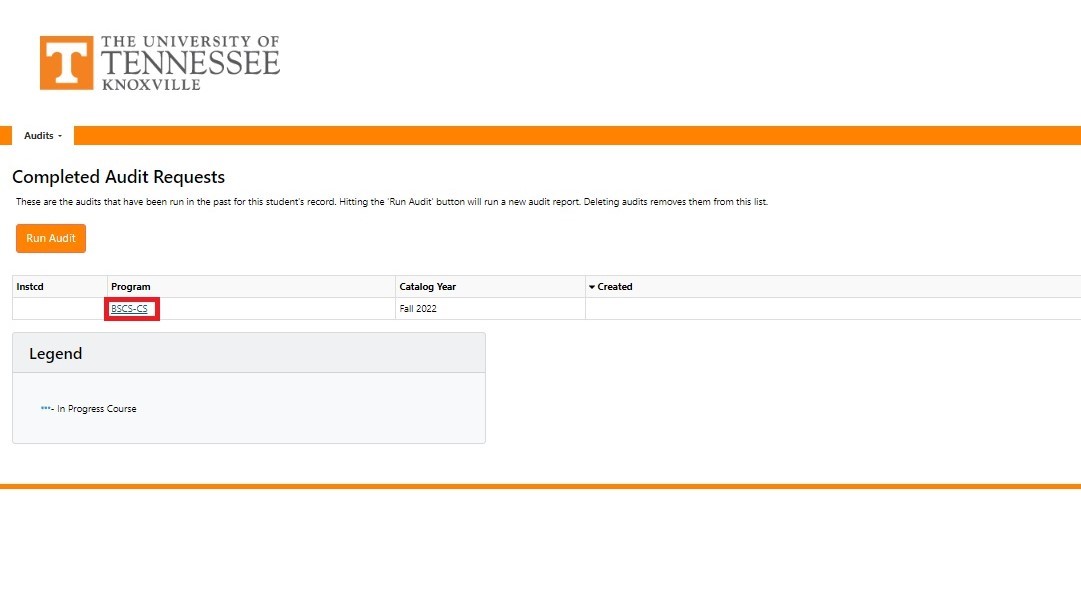 THE UNIVERSITY OF
TENNESSEE
KNOXVILLE
Audits
Completed Audit Requests
These are the audits that have been run in the past for this student's record. Hitting the 'Run Audit' button will run a new audit report. Deleting audits removes them from this list.
Run Audit
Instcd Program Catalog Year Created
BSCS-CS Fall 2022
Legend
***- In Progress Course